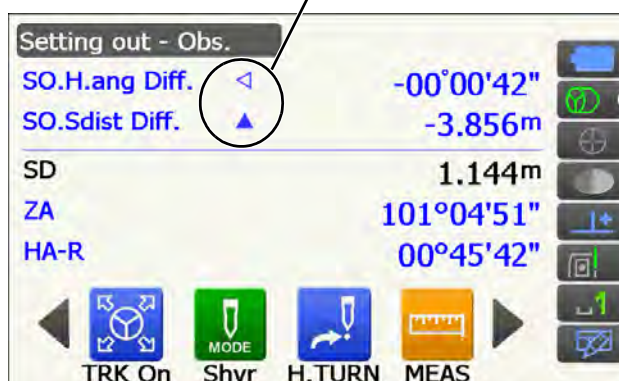 Setting out - Obs.
SO.H.ang Diff. ◁ -00°00'42"
SO.Sdist Diff. ▲ -3.856m
SD 1.144m
ZA 101°04'51"
HA-R 00°45'42"
MODE
TRK On Shvr H.TURN MEAS